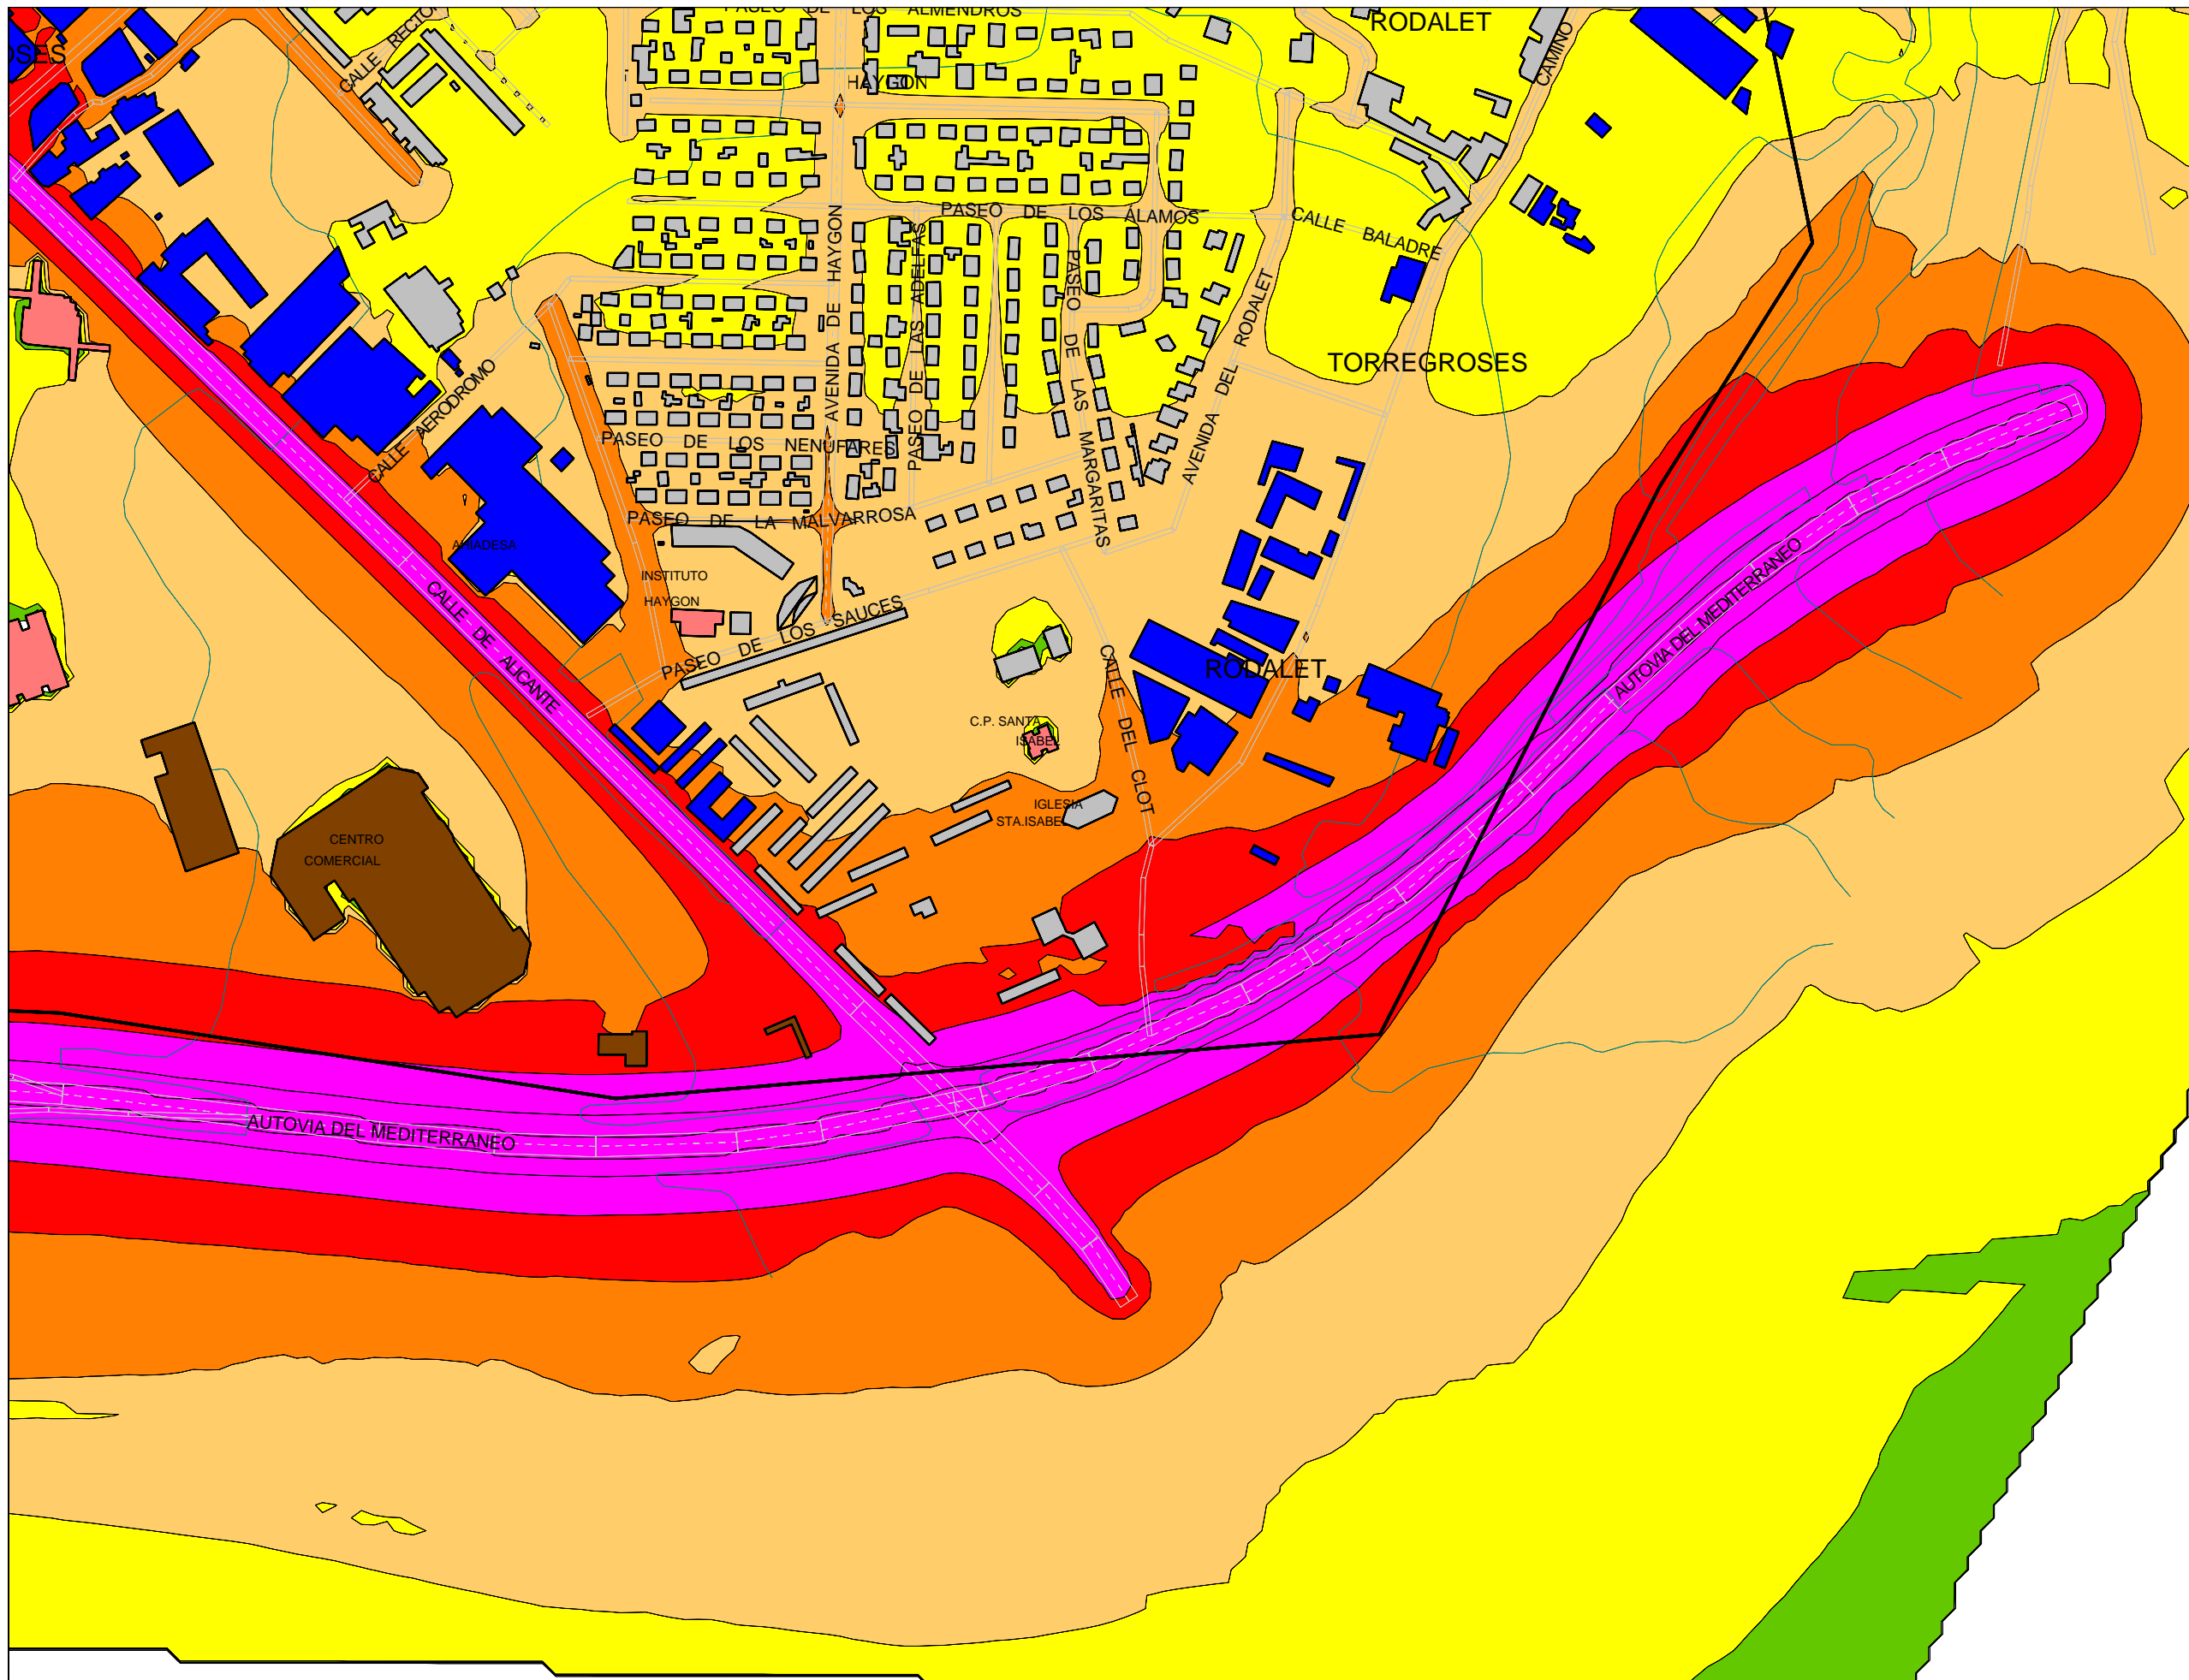 PASEO DE LOS ALMENDROS
RODALET
OSES
CALLE RECTOR
CAMINO
HAYGON
PASEO DE LOS ALAMOS
CALLE BALADRE
AVENIDA DE HAYGON
PASEO DE LAS ADELFAS
PASEO DE LAS MARGARITAS
AVENIDA DEL RODALET
TORREGROSES
CALLE AERODROMO
PASEO DE LOS NENUFARES
PASEO DE LA MALVARROSA
CALLE DE ALICANTE
INSTITUTO
HAYGON
PASEO DE LOS SAUCES
AUTOVIA DEL MEDITERRANEO
RODALET
CALLE DEL CLOT
C.P. SANTA
ISABEL
IGLESIA
STA.ISABEL
CENTRO
COMERCIAL
AUTOVIA DEL MEDITERRANEO